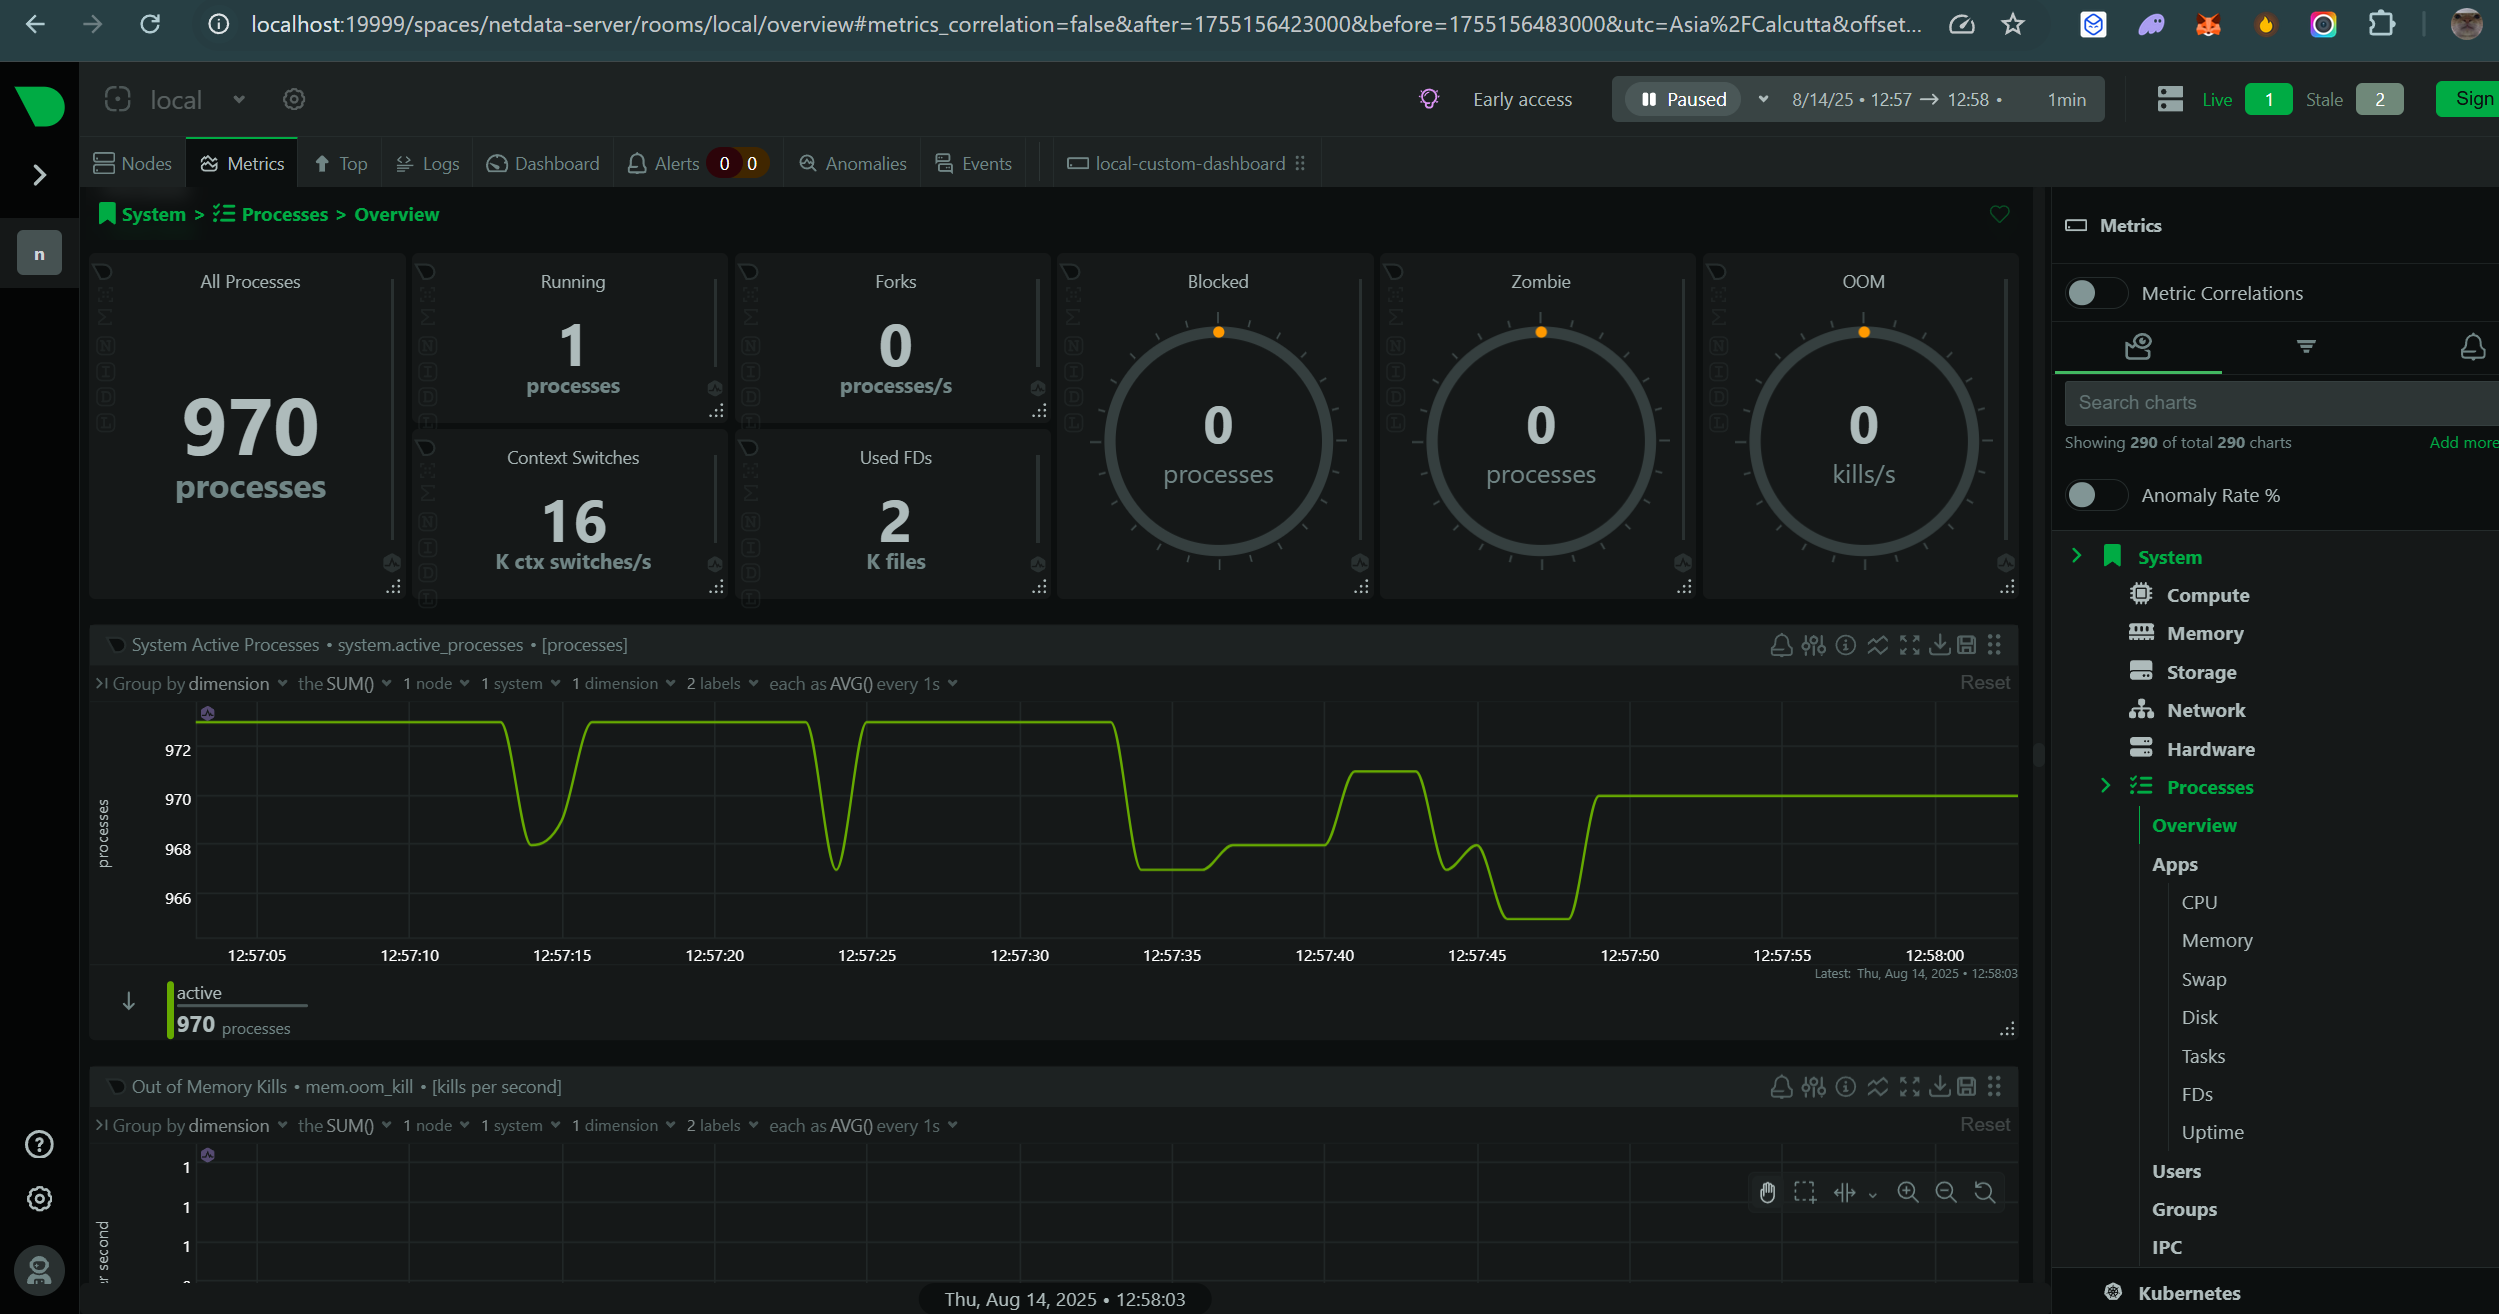 localhost:19999/spaces/netdata-server/rooms/local/overview#metrics_correlation=false&after=1755156423000&before=1755156483000&utc=Asia%2FCalcutta&offset...
local
Early access
Paused
8/14/25 • 12:57 → 12:58 •
1min
Live
1
Stale
2
Sign
Nodes
Metrics
Top
Logs
Dashboard
Alerts
0
0
Anomalies
Events
local-custom-dashboard
n
System > Processes > Overview
All Processes
970
processes
Running
1
processes
Forks
0
processes/s
Context Switches
16
K ctx switches/s
Used FDs
2
K files
Blocked
0
processes
Zombie
0
processes
OOM
0
kills/s
System Active Processes • system.active_processes • [processes]
Group by dimension the SUM() 1 node 1 system 1 dimension 2 labels each as AVG() every 1s
Reset
processes
972
970
968
966
12:57:05
12:57:10
12:57:15
12:57:20
12:57:25
12:57:30
12:57:35
12:57:40
12:57:45
12:57:50
12:57:55
12:58:00
Latest: Thu, Aug 14, 2025 • 12:58:03
active
970 processes
Out of Memory Kills • mem.oom_kill • [kills per second]
Group by dimension the SUM() 1 node 1 system 1 dimension 2 labels each as AVG() every 1s
Reset
1
1
1
second
Thu, Aug 14, 2025 • 12:58:03
Metrics
Metric Correlations
Search charts
Showing 290 of total 290 charts
Add more
Anomaly Rate %
System
Compute
Memory
Storage
Network
Hardware
Processes
Overview
Apps
CPU
Memory
Swap
Disk
Tasks
FDs
Uptime
Users
Groups
IPC
Kubernetes